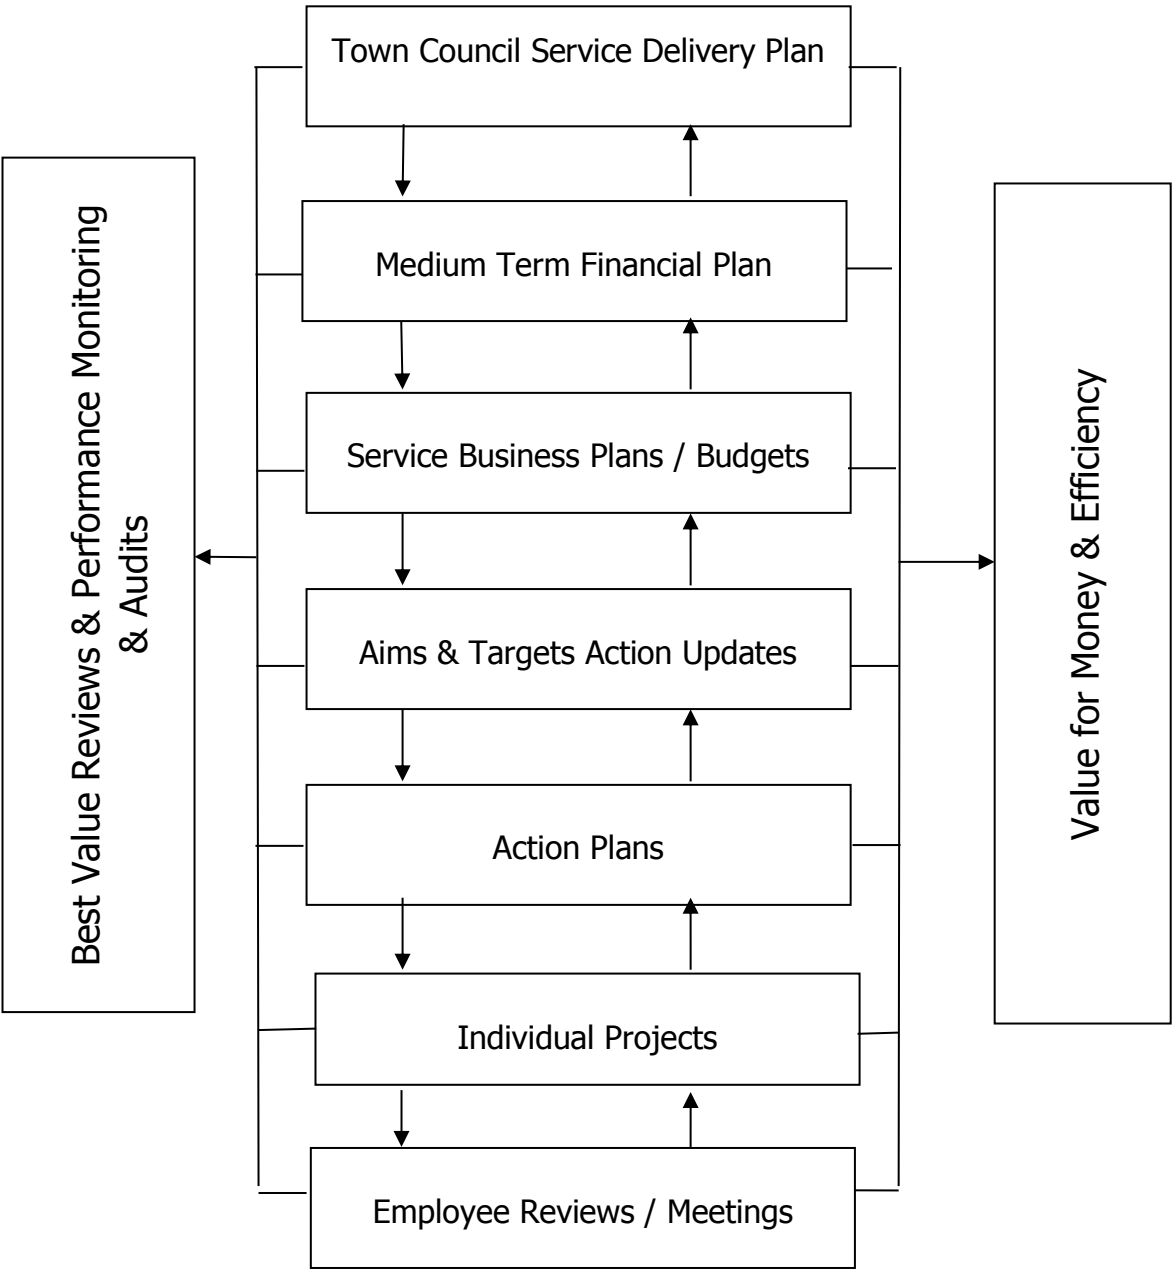 Town Council Service Delivery Plan
Medium Term Financial Plan
Service Business Plans / Budgets
Aims & Targets Action Updates
Action Plans
Individual Projects
Employee Reviews / Meetings
Best Value Reviews & Performance Monitoring
& Audits
Value for Money & Efficiency